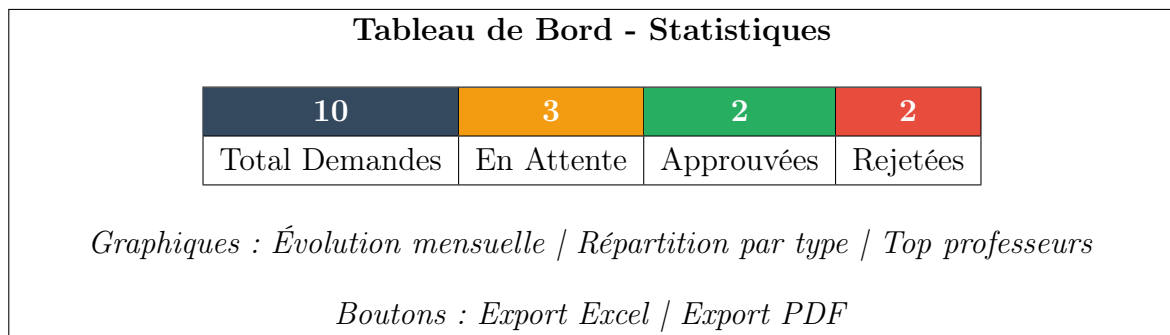 Tableau de Bord - Statistiques
10 3 2 2
Total Demandes En Attente Approuvées Rejetées
Graphiques : Évolution mensuelle | Répartition par type | Top professeurs
Boutons : Export Excel | Export PDF